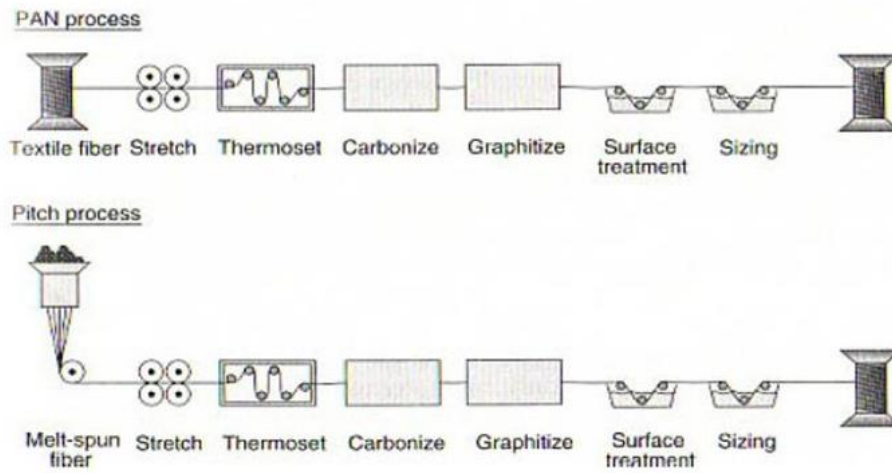 PAN process
Textile fiber Stretch Thermoset Carbonize Graphitize Surface treatment Sizing
Pitch process
Melt-spun fiber Stretch Thermoset Carbonize Graphitize Surface treatment Sizing